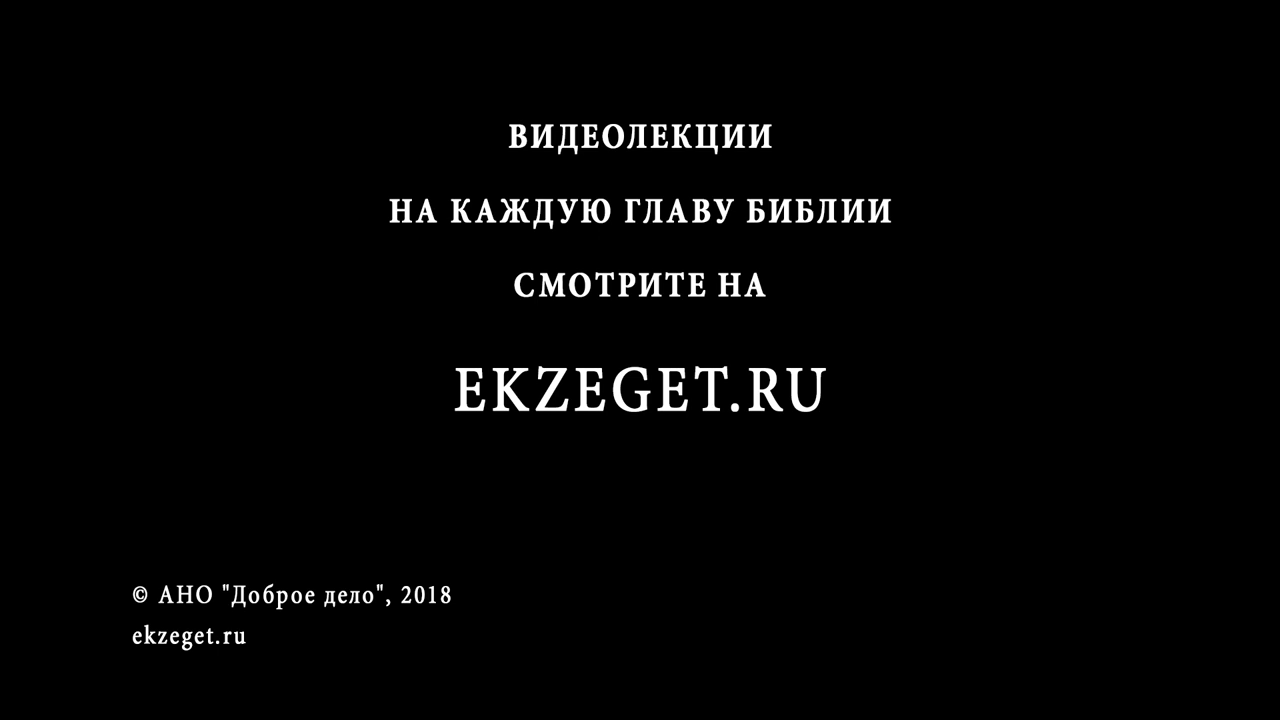 ВИДЕОЛЕКЦИИ
НА КАЖДУЮ ГЛАВУ БИБЛИИ
СМОТРИТЕ НА
EKZEGET.RU
© АНО "Доброе дело", 2018
ekzeget.ru